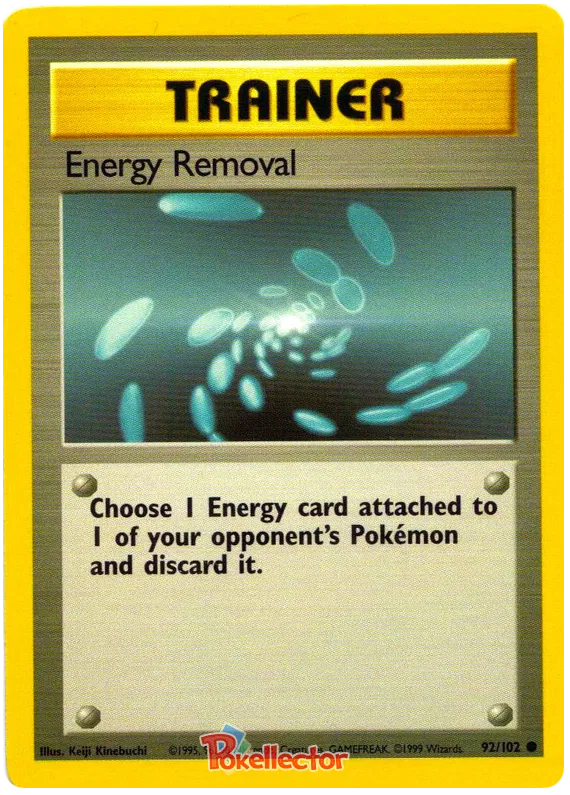 TRAINER
Energy Removal
Choose 1 Energy card attached to
1 of your opponent's Pokémon
and discard it.
Illus. Keiji Kinebuchi ©1995, Creatures, GAMEFREAK. ©1999 Wizards. 92/102
Pokellector